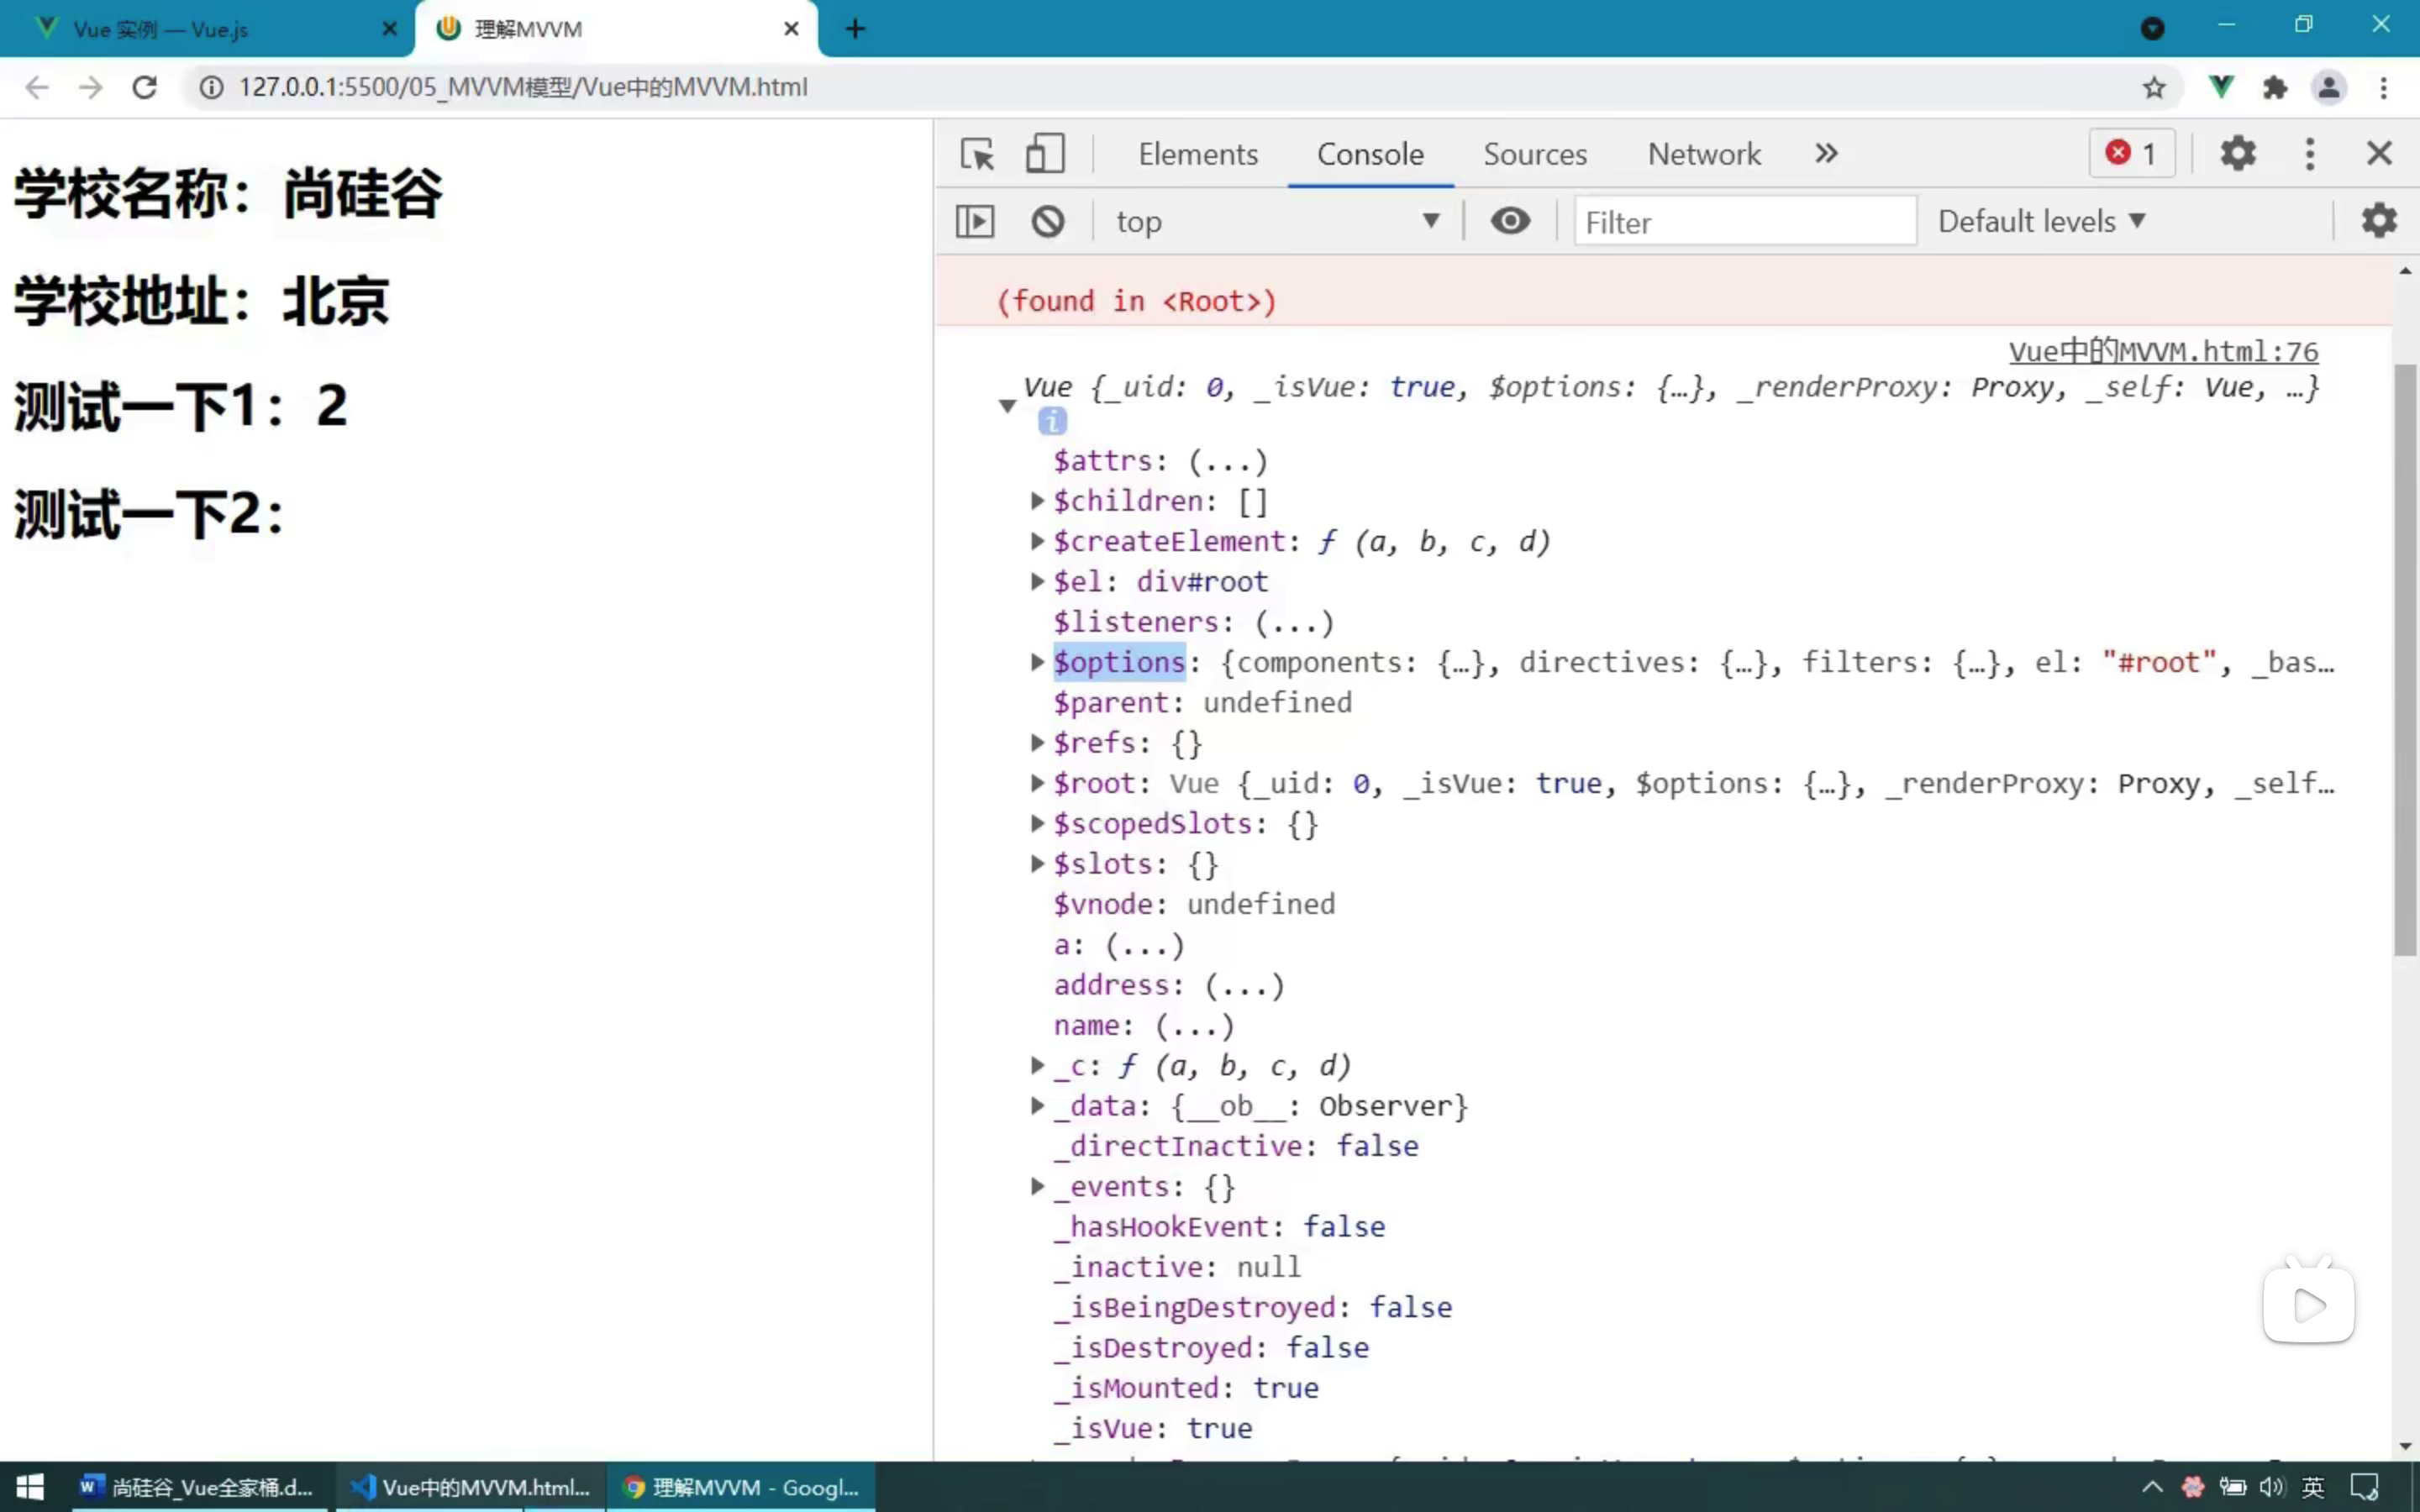 Vue 实例 — Vue.js
理解MVVM
127.0.0.1:5500/05_MVVM模型/Vue中的MVVM.html
学校名称：尚硅谷
学校地址：北京
测试一下1：2
测试一下2：
Elements Console Sources Network » 1
top Filter Default levels
(found in <Root>)
Vue中的MVVM.html:76
Vue {_uid: 0, _isVue: true, $options: {…}, _renderProxy: Proxy, _self: Vue, …}
i
$attrs: (...)
$children: []
$createElement: ƒ (a, b, c, d)
$el: div#root
$listeners: (...)
$options: {components: {…}, directives: {…}, filters: {…}, el: "#root", _bas…
$parent: undefined
$refs: {}
$root: Vue {_uid: 0, _isVue: true, $options: {…}, _renderProxy: Proxy, _self…
$scopedSlots: {}
$slots: {}
$vnode: undefined
a: (...)
address: (...)
name: (...)
_c: ƒ (a, b, c, d)
_data: {__ob__: Observer}
_directInactive: false
_events: {}
_hasHookEvent: false
_inactive: null
_isBeingDestroyed: false
_isDestroyed: false
_isMounted: true
_isVue: true
尚硅谷_Vue全家桶.d...
Vue中的MVVM.html...
理解MVVM - Googl...
英